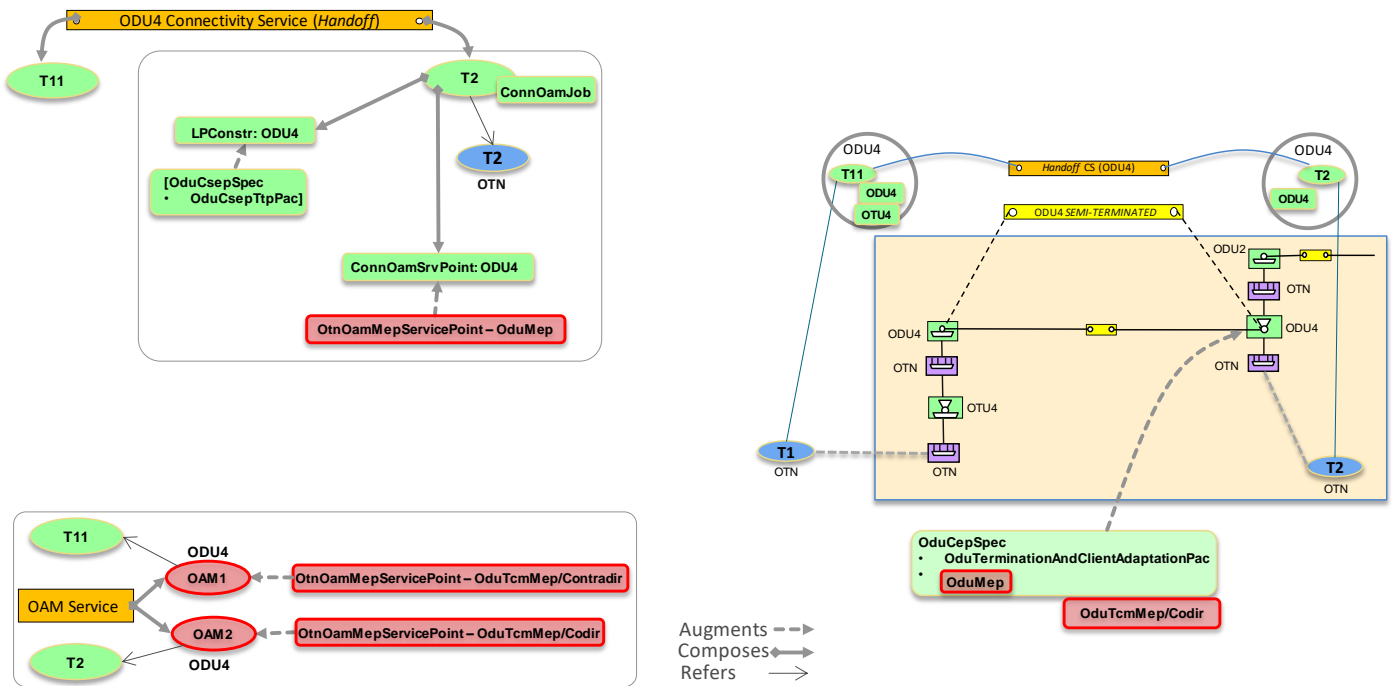 ODU4 Connectivity Service (Handoff)
T11
T2
ConnOamJob
LPConstr: ODU4
T2
OTN
[OduCsepSpec
• OduCsepTtpPac]
ConnOamSrvPoint: ODU4
OtnOamMepServicePoint – OduMep
T11
ODU4
OAM1
OtnOamMepServicePoint – OduTcmMep/Contradir
OAM Service
OAM2
OtnOamMepServicePoint – OduTcmMep/Codir
T2
ODU4
ODU4
ODU4
Handoff CS (ODU4)
T11
T2
ODU4
ODU4
OTU4
ODU4 SEMI-TERMINATED
ODU2
OTN
ODU4
ODU4
OTN
OTN
OTU4
T1
OTN
OTN
T2
OTN
OduCepSpec
• OduTerminationAndClientAdaptationPac
• OduMep
OduTcmMep/Codir
Augments
Composes
Refers